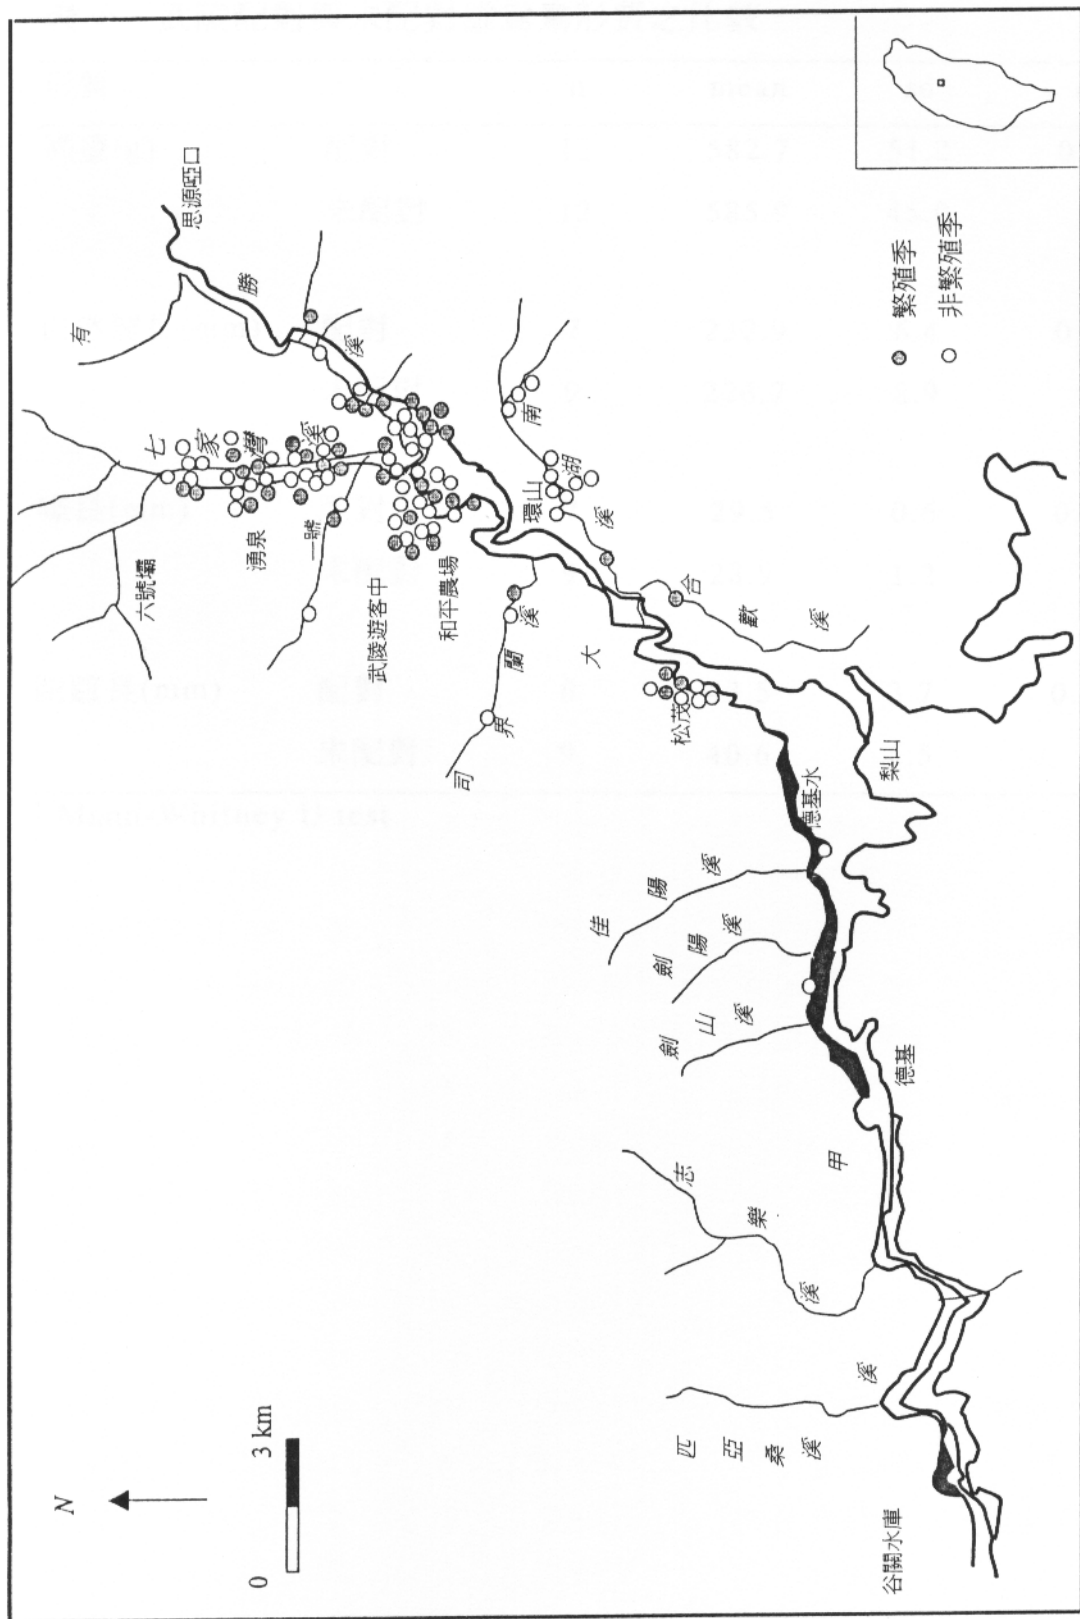 思源啞口
有
勝
溪
七
家
灣
溪
六號壩
湧泉
一號
武陵遊客中
和平農場
南
湖
溪
環山
司
界
蘭
溪
合
歡
溪
大
松茂
梨山
德基水
佳
陽
溪
劍
陽
溪
劍
山
溪
德基
甲
志
樂
溪
溪
匹
亞
桑
溪
谷關水庫
繁殖季
非繁殖季
N
0
3 km